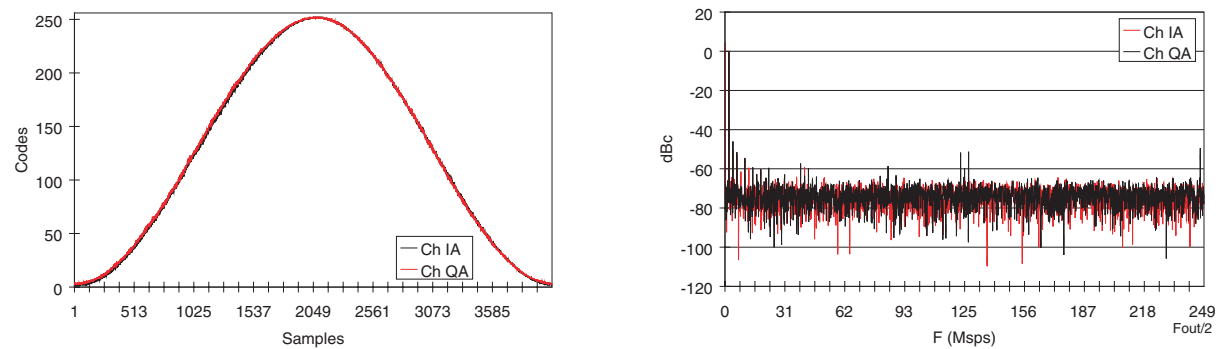 250
200
150
100
50
0
Codes
Ch IA
Ch QA
1 513 1025 1537 2049 2561 3073 3585
Samples
20
0
-20
-40
-60
-80
-100
-120
dBc
Ch IA
Ch QA
0 31 62 93 125 156 187 218 249
Fout/2
F (Msps)